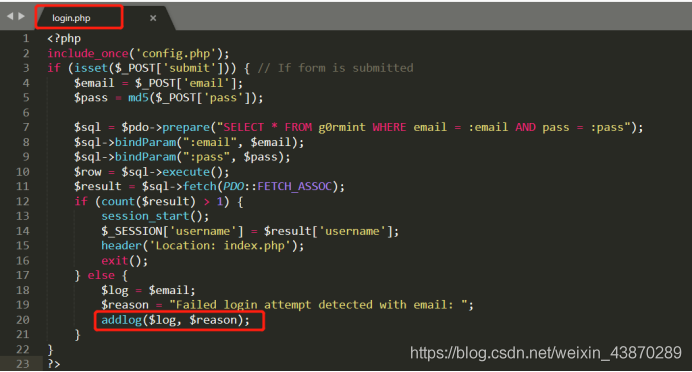 login.php ×
1 <?php
2 include_once('config.php');
3 if (isset($_POST['submit'])) { // If form is submitted
4 $email = $_POST['email'];
5 $pass = md5($_POST['pass']);
6
7 $sql = $pdo->prepare("SELECT * FROM g0rmint WHERE email = :email AND pass = :pass");
8 $sql->bindParam(":email", $email);
9 $sql->bindParam(":pass", $pass);
10 $row = $sql->execute();
11 $result = $sql->fetch(PDO::FETCH_ASSOC);
12 if (count($result) > 1) {
13 session_start();
14 $_SESSION['username'] = $result['username'];
15 header('Location: index.php');
16 exit();
17 } else {
18 $log = $email;
19 $reason = "Failed login attempt detected with email: ";
20 addlog($log, $reason);
21 }
22 }
23 ?>
https://blog.csdn.net/weixin_43870289